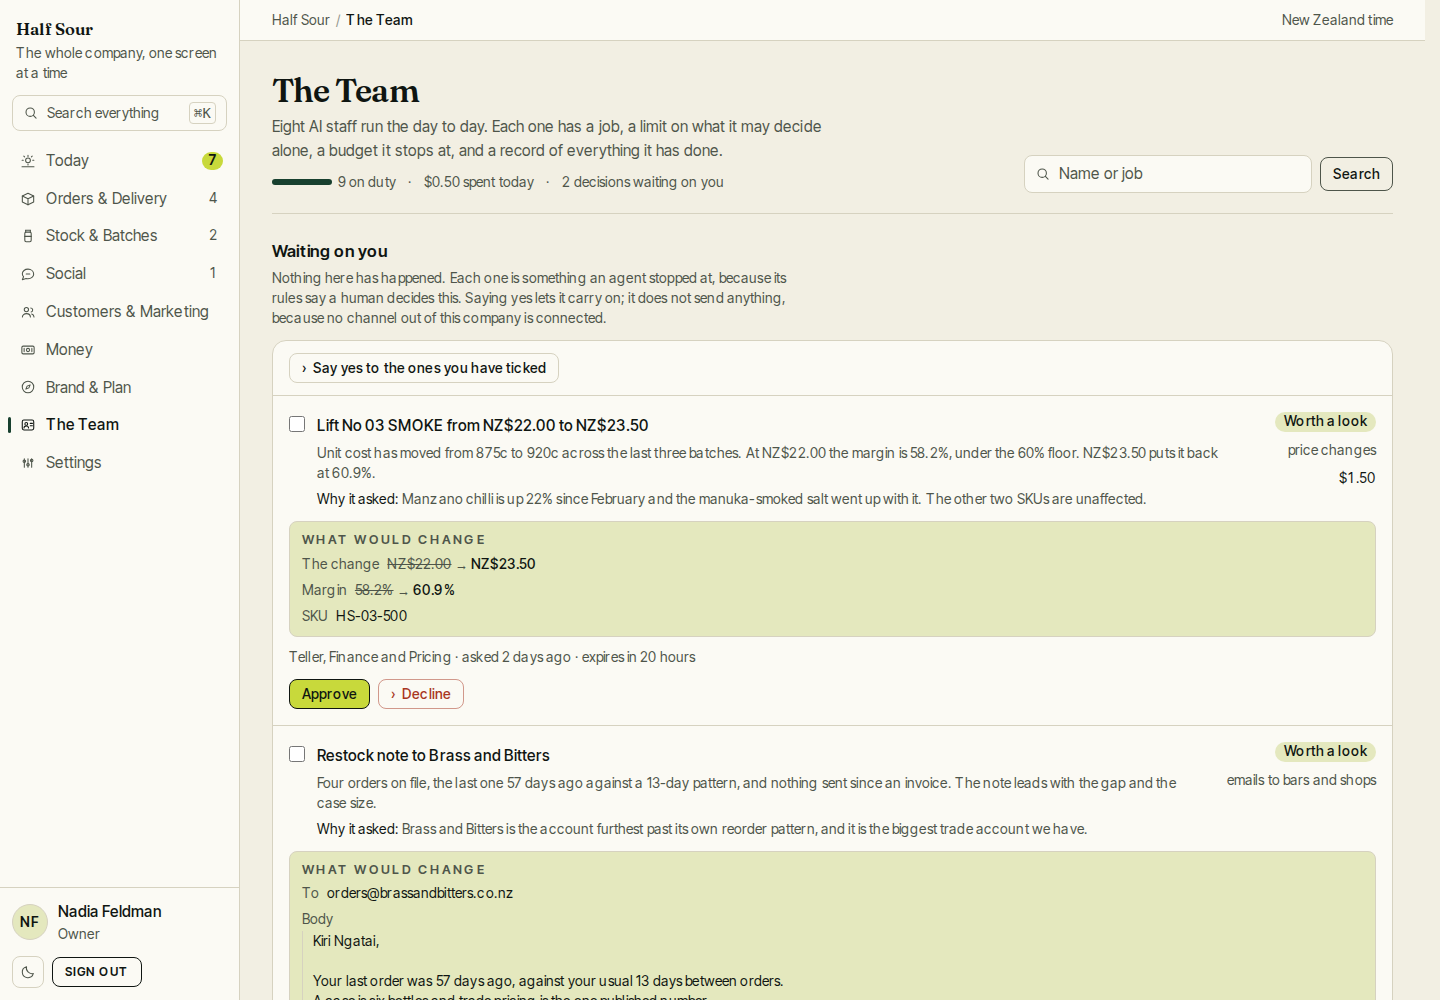 Half Sour
The whole company, one screen
at a time
Search everything ⌘K
Today 7
Orders & Delivery 4
Stock & Batches 2
Social 1
Customers & Marketing
Money
Brand & Plan
The Team
Settings
NF
Nadia Feldman
Owner
SIGN OUT
Half Sour / The Team
New Zealand time
The Team
Eight AI staff run the day to day. Each one has a job, a limit on what it may decide
alone, a budget it stops at, and a record of everything it has done.
9 on duty · $0.50 spent today · 2 decisions waiting on you
Name or job
Search
Waiting on you
Nothing here has happened. Each one is something an agent stopped at, because its
rules say a human decides this. Saying yes lets it carry on; it does not send anything,
because no channel out of this company is connected.
› Say yes to the ones you have ticked
Lift No 03 SMOKE from NZ$22.00 to NZ$23.50
Worth a look
Unit cost has moved from 875c to 920c across the last three batches. At NZ$22.00 the margin is 58.2%, under the 60% floor. NZ$23.50 puts it back
at 60.9%.
price changes
$1.50
Why it asked: Manzano chilli is up 22% since February and the manuka-smoked salt went up with it. The other two SKUs are unaffected.
WHAT WOULD CHANGE
The change NZ$22.00 → NZ$23.50
Margin 58.2% → 60.9%
SKU HS-03-500
Teller, Finance and Pricing · asked 2 days ago · expires in 20 hours
Approve
› Decline
Restock note to Brass and Bitters
Worth a look
Four orders on file, the last one 57 days ago against a 13-day pattern, and nothing sent since an invoice. The note leads with the gap and the
case size.
emails to bars and shops
Why it asked: Brass and Bitters is the account furthest past its own reorder pattern, and it is the biggest trade account we have.
WHAT WOULD CHANGE
To orders@brassandbitters.co.nz
Body
Kiri Ngatai,
Your last order was 57 days ago, against your usual 13 days between orders.
A case is six bottles and trade pricing is the one published number.